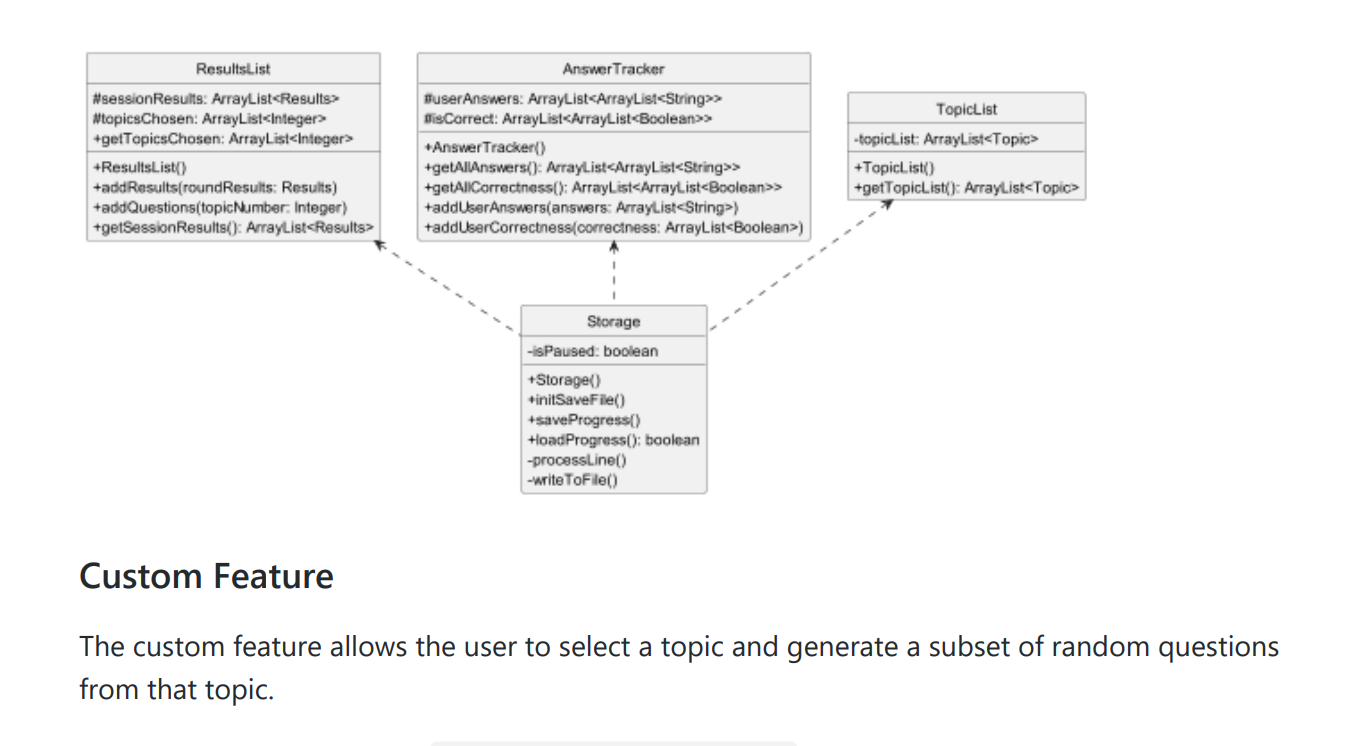 ResultsList
#sessionResults: ArrayList<Results>
#topicsChosen: ArrayList<Integer>
+getTopicsChosen: ArrayList<Integer>
+ResultsList()
+addResults(roundResults: Results)
+addQuestions(topicNumber: Integer)
+getSessionResults(): ArrayList<Results>
AnswerTracker
#userAnswers: ArrayList<ArrayList<String>>
#isCorrect: ArrayList<ArrayList<Boolean>>
+AnswerTracker()
+getAllAnswers(): ArrayList<ArrayList<String>>
+getAllCorrectness(): ArrayList<ArrayList<Boolean>>
+addUserAnswers(answers: ArrayList<String>)
+addUserCorrectness(correctness: ArrayList<Boolean>)
TopicList
-topicList: ArrayList<Topic>
+TopicList()
+getTopicList(): ArrayList<Topic>
Storage
-isPaused: boolean
+Storage()
+initSaveFile()
+saveProgress()
+loadProgress(): boolean
-processLine()
-writeToFile()
Custom Feature
The custom feature allows the user to select a topic and generate a subset of random questions
from that topic.